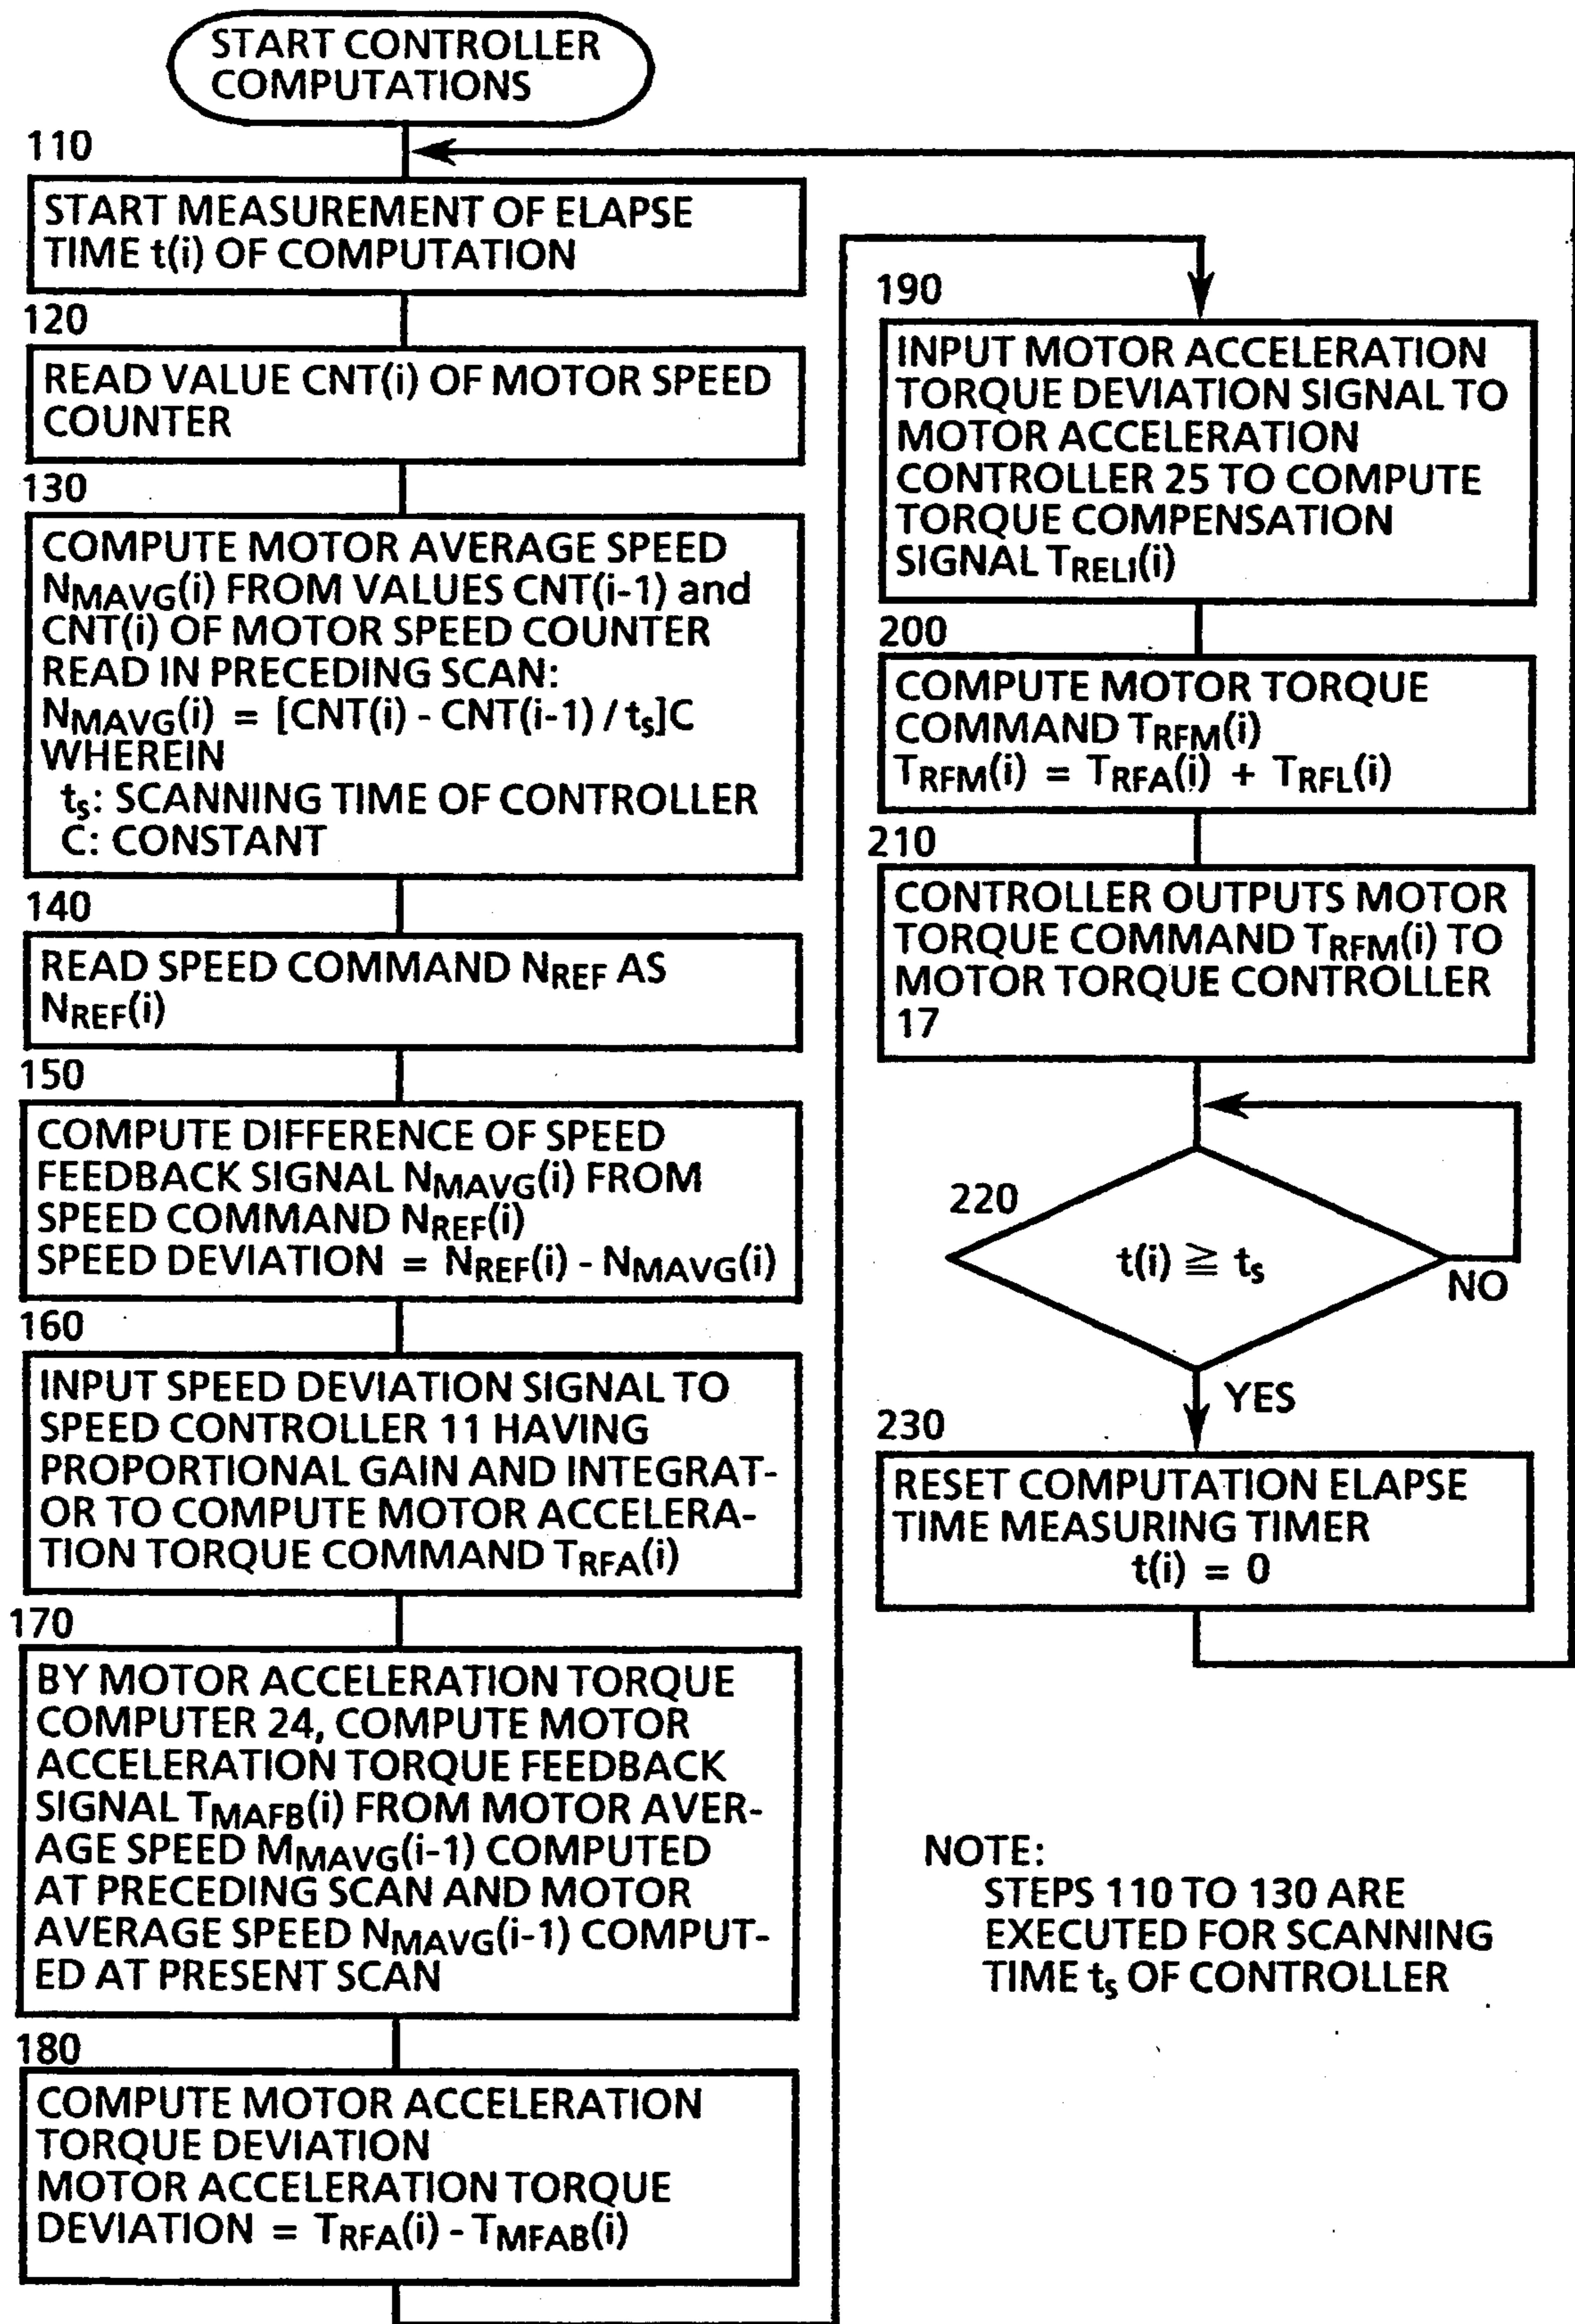 START CONTROLLER
COMPUTATIONS
110
START MEASUREMENT OF ELAPSE
TIME t(i) OF COMPUTATION
120
READ VALUE CNT(i) OF MOTOR SPEED
COUNTER
130
COMPUTE MOTOR AVERAGE SPEED
NMAVG(i) FROM VALUES CNT(i-1) and
CNT(i) OF MOTOR SPEED COUNTER
READ IN PRECEDING SCAN:
NMAVG(i) = [CNT(i) - CNT(i-1) / ts]C
WHEREIN
ts: SCANNING TIME OF CONTROLLER
C: CONSTANT
140
READ SPEED COMMAND NREF AS
NREF(i)
150
COMPUTE DIFFERENCE OF SPEED
FEEDBACK SIGNAL NMAVG(i) FROM
SPEED COMMAND NREF(i)
SPEED DEVIATION = NREF(i) - NMAVG(i)
160
INPUT SPEED DEVIATION SIGNAL TO
SPEED CONTROLLER 11 HAVING
PROPORTIONAL GAIN AND INTEGRAT-
OR TO COMPUTE MOTOR ACCELERA-
TION TORQUE COMMAND TRFA(i)
170
BY MOTOR ACCELERATION TORQUE
COMPUTER 24, COMPUTE MOTOR
ACCELERATION TORQUE FEEDBACK
SIGNAL TMAFB(i) FROM MOTOR AVER-
AGE SPEED MMAVG(i-1) COMPUTED
AT PRECEDING SCAN AND MOTOR
AVERAGE SPEED NMAVG(i-1) COMPUT-
ED AT PRESENT SCAN
180
COMPUTE MOTOR ACCELERATION
TORQUE DEVIATION
MOTOR ACCELERATION TORQUE
DEVIATION = TRFA(i) - TMFAB(i)
190
INPUT MOTOR ACCELERATION
TORQUE DEVIATION SIGNAL TO
MOTOR ACCELERATION
CONTROLLER 25 TO COMPUTE
TORQUE COMPENSATION
SIGNAL TRELI(i)
200
COMPUTE MOTOR TORQUE
COMMAND TRFM(i)
TRFM(i) = TRFA(i) + TRFL(i)
210
CONTROLLER OUTPUTS MOTOR
TORQUE COMMAND TRFM(i) TO
MOTOR TORQUE CONTROLLER
17
220
t(i) ≧ ts
NO
YES
230
RESET COMPUTATION ELAPSE
TIME MEASURING TIMER
t(i) = 0
NOTE:
STEPS 110 TO 130 ARE
EXECUTED FOR SCANNING
TIME ts OF CONTROLLER